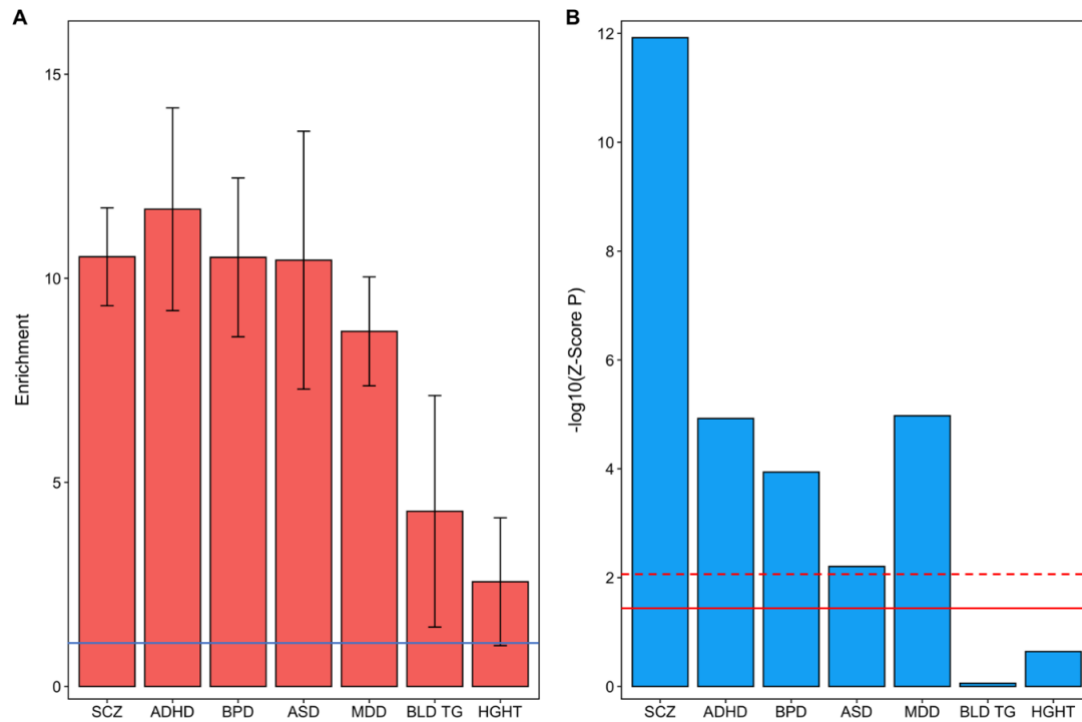 A
Enrichment
15
10
5
0
SCZ ADHD BPD ASD MDD BLD TG HGHT
B
-log10(Z-Score P)
12
10
8
6
4
2
0
SCZ ADHD BPD ASD MDD BLD TG HGHT